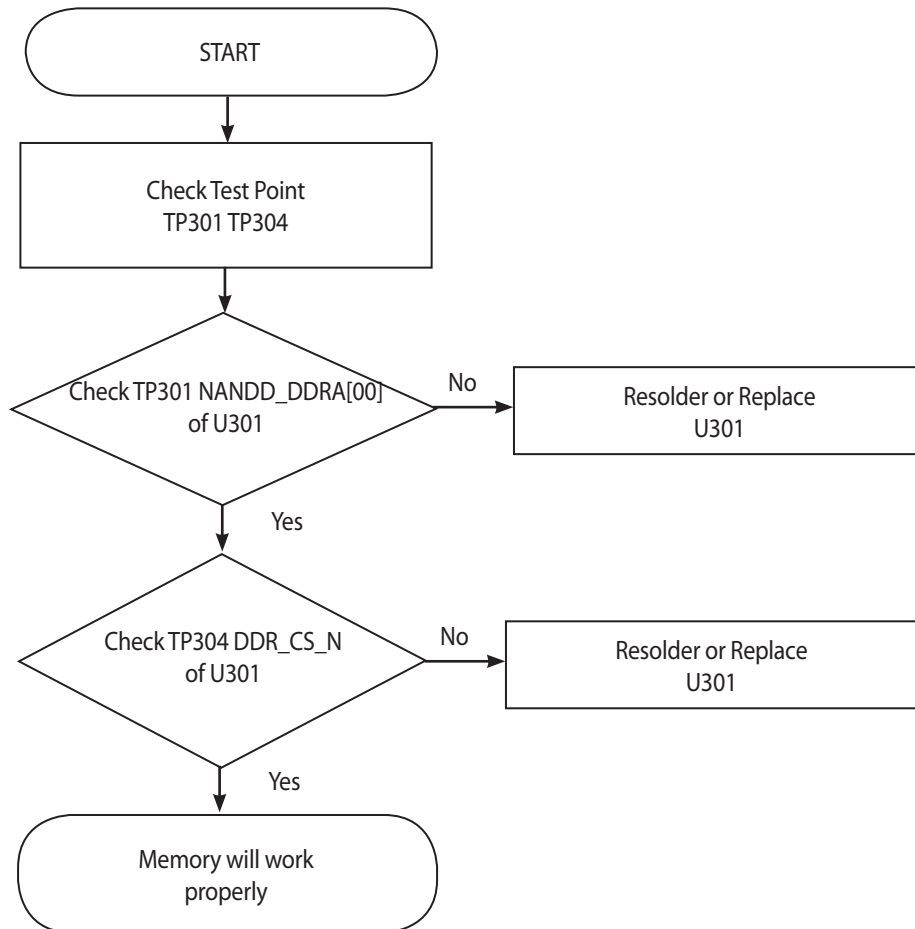 START
Check Test Point
TP301 TP304
Check TP301 NANDD_DDRA[00]
of U301
No
Resolder or Replace
U301
Yes
Check TP304 DDR_CS_N
of U301
No
Resolder or Replace
U301
Yes
Memory will work
properly